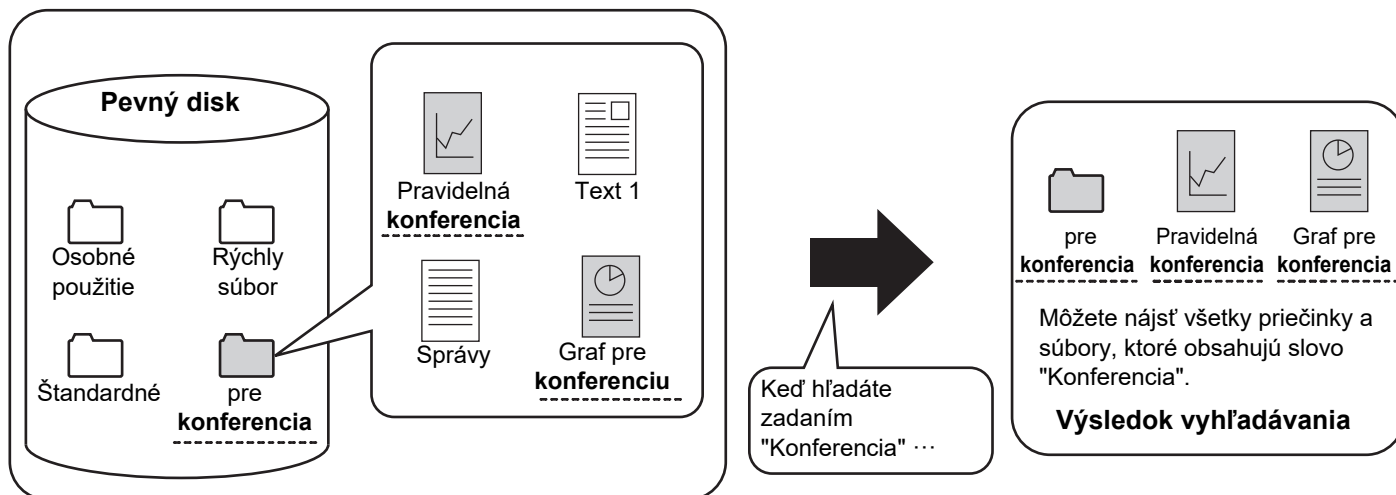 Pevný disk
Osobné
použitie
Rýchly
súbor
Štandardné
pre
konferencia
Pravidelná
konferencia
Text 1
Správy
Graf pre
konferenciu
Keď hľadáte
zadaním
"Konferencia" ···
pre
konferencia
Pravidelná
konferencia
Graf pre
konferencia
Môžete nájsť všetky priečinky a
súbory, ktoré obsahujú slovo
"Konferencia".
Výsledok vyhľadávania